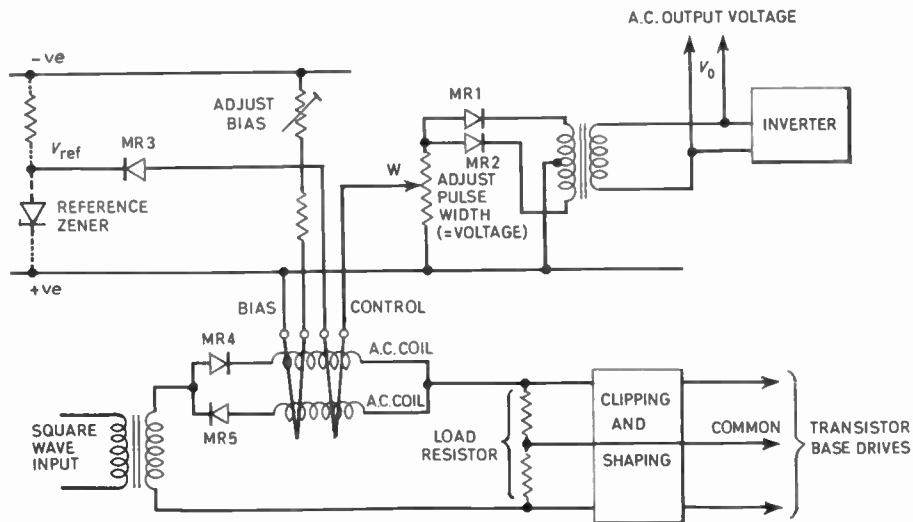 A.C. OUTPUT VOLTAGE
-ve
V0
ADJUST
BIAS
MR1
INVERTER
Vref
MR3
MR2
W
ADJUST
PULSE
WIDTH
(=VOLTAGE)
REFERENCE
ZENER
+ve
BIAS
CONTROL
MR4
A.C. COIL
A.C. COIL
MR5
SQUARE
WAVE
INPUT
LOAD
RESISTOR
CLIPPING
AND
SHAPING
COMMON
TRANSISTOR
BASE DRIVES